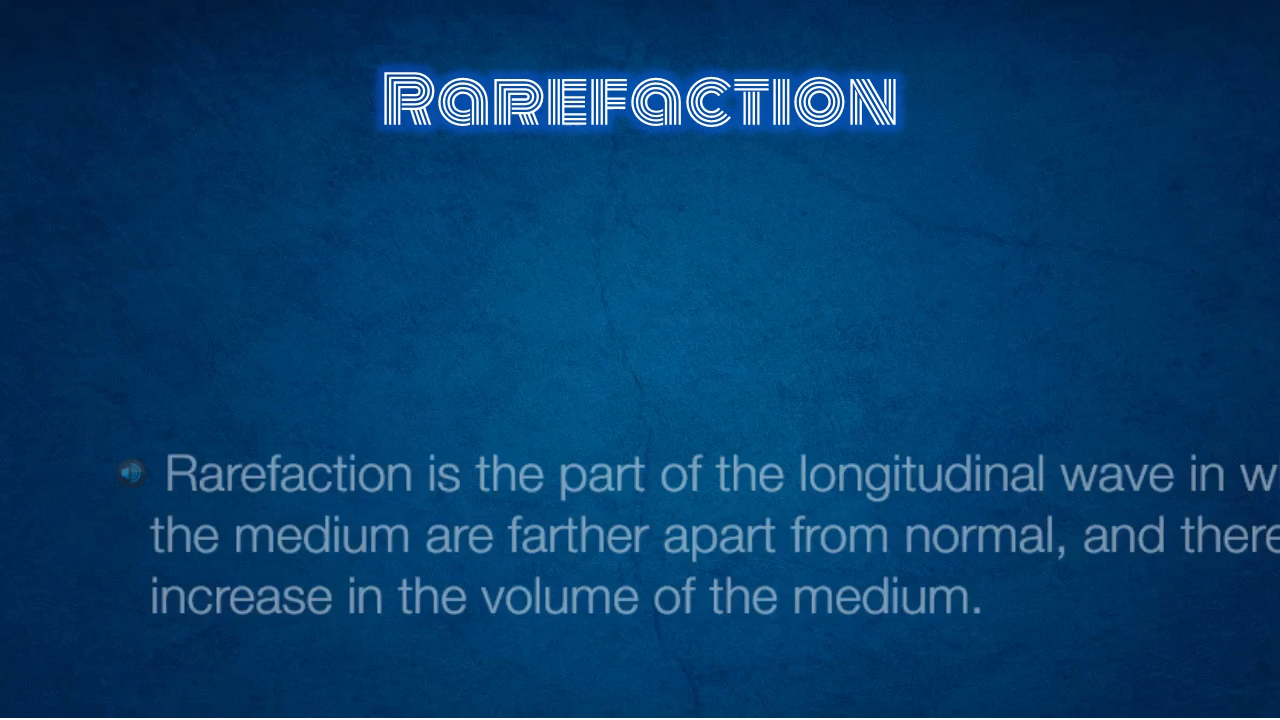 Rarefaction
Rarefaction is the part of the longitudinal wave in
the medium are farther apart from normal, and there
increase in the volume of the medium.